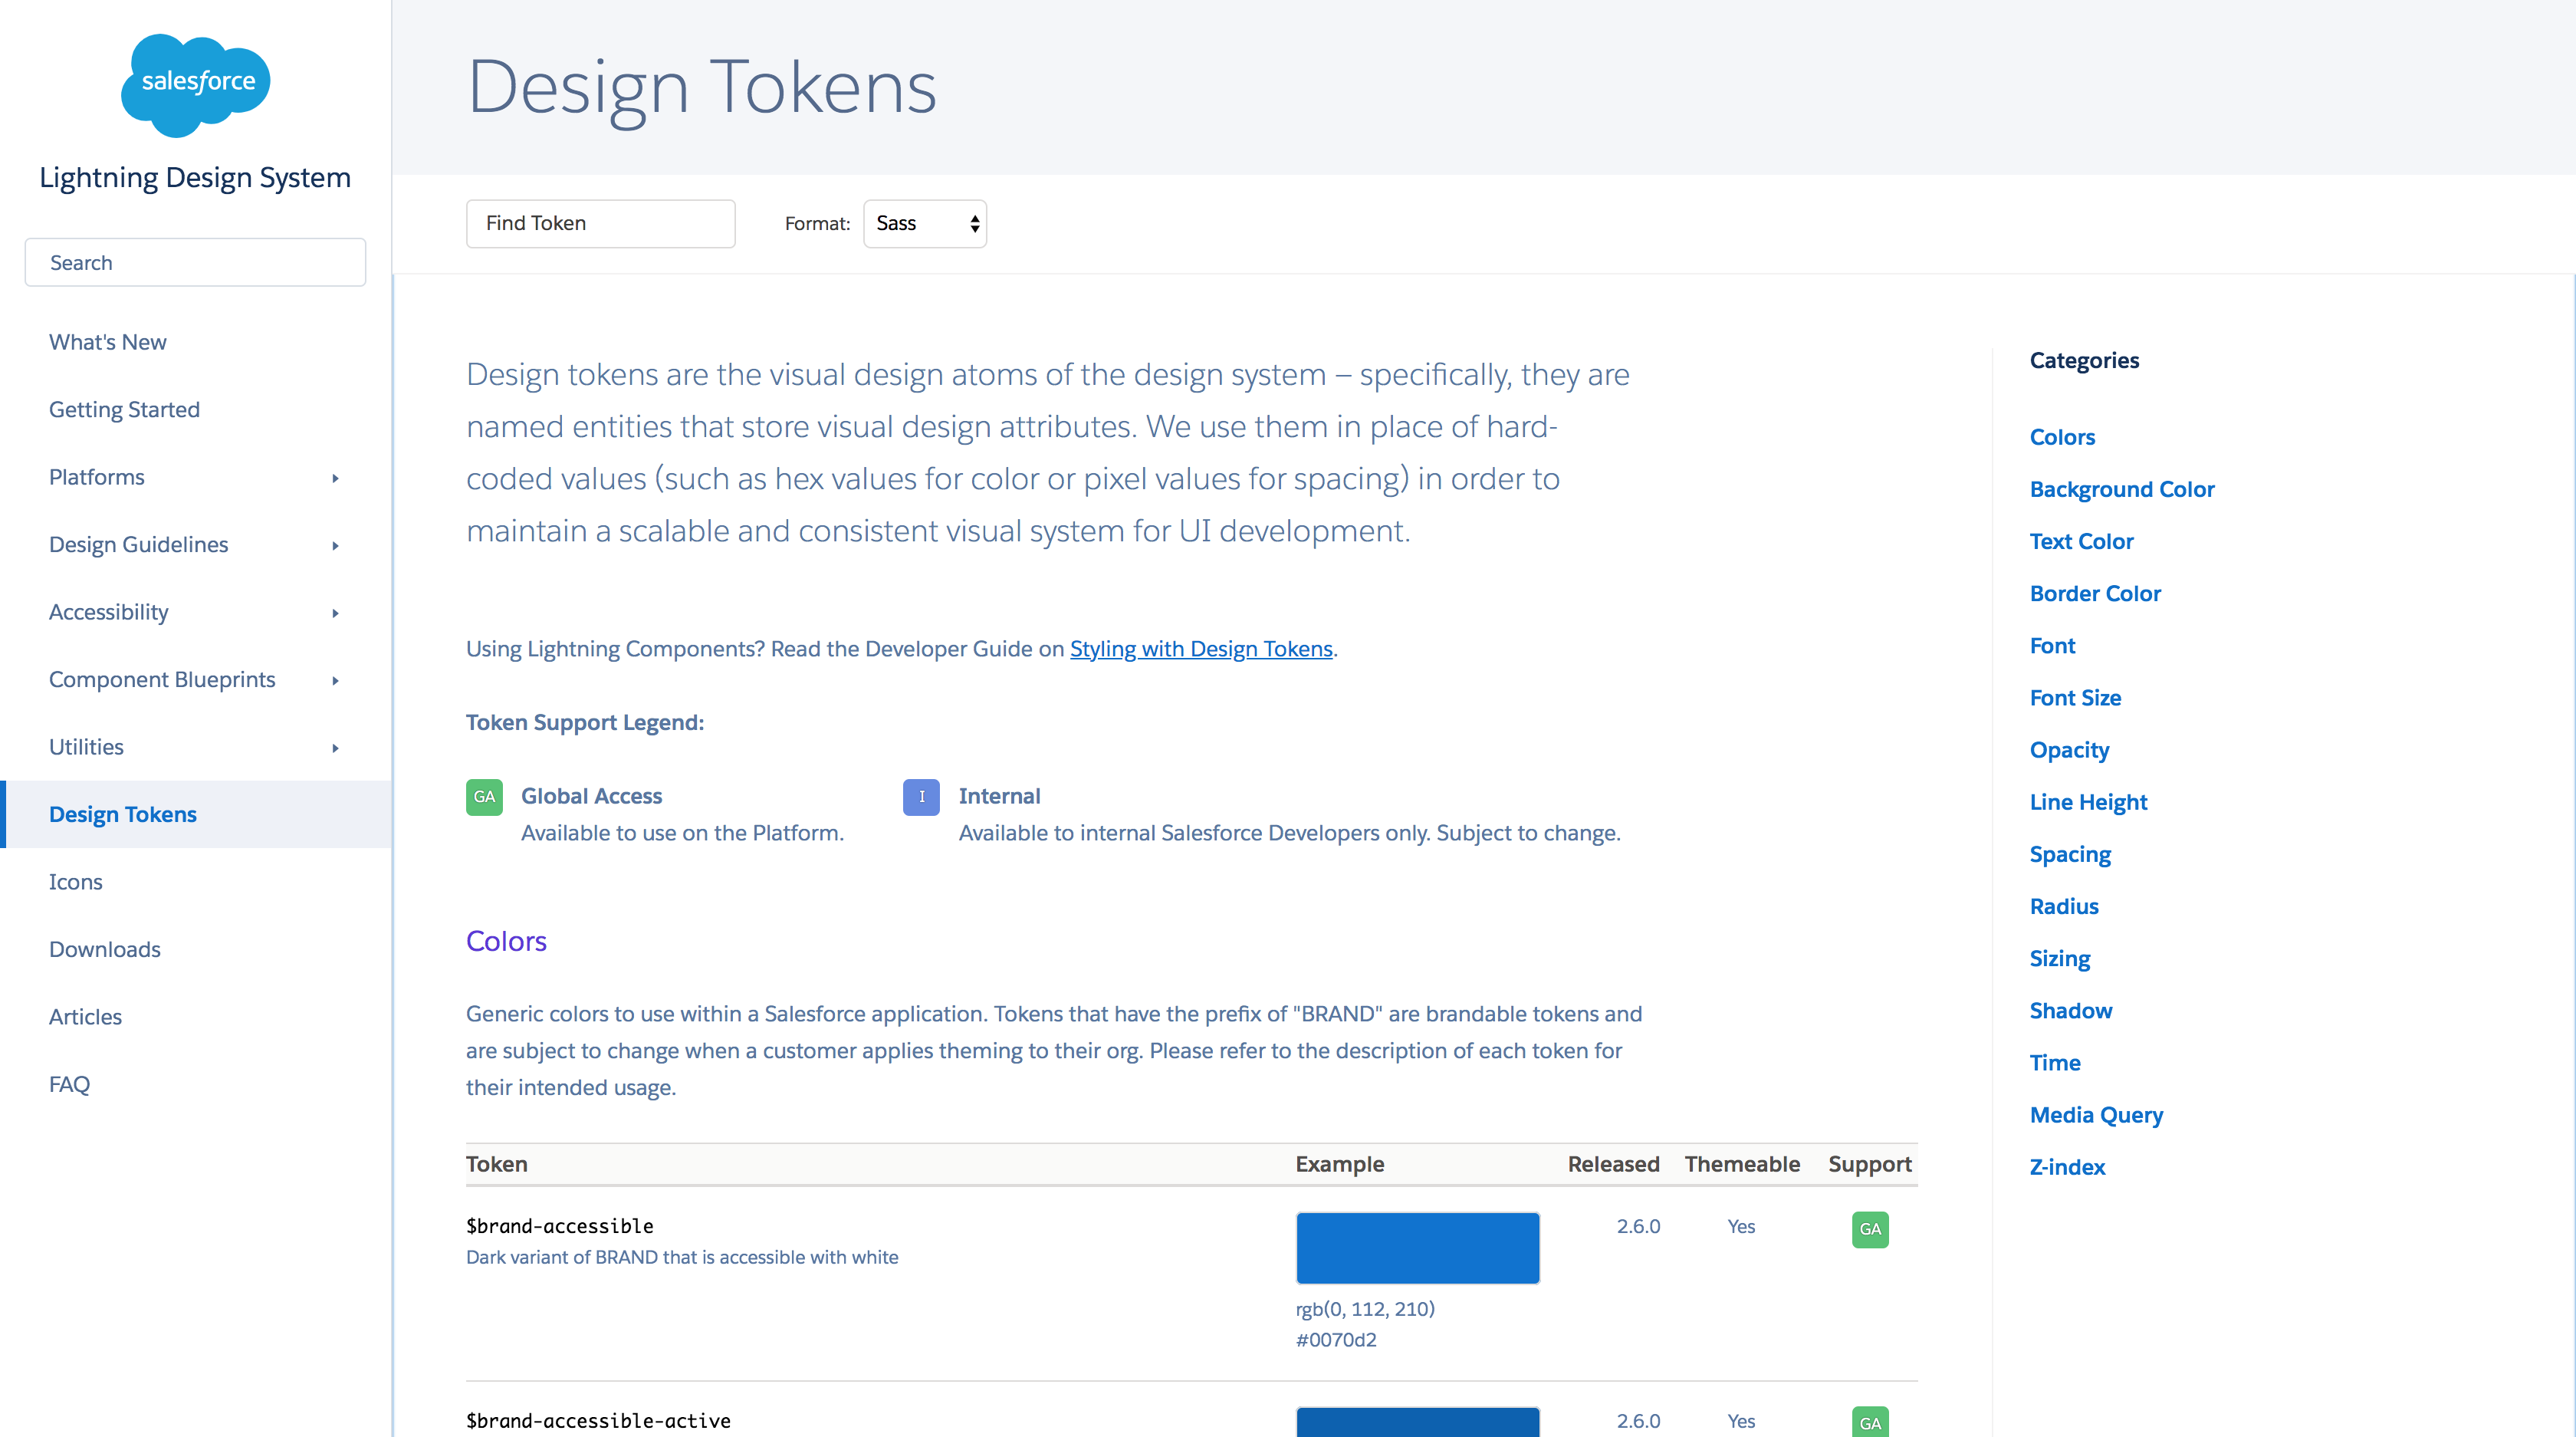 salesforce
Lightning Design System
Search
What's New
Getting Started
Platforms
Design Guidelines
Accessibility
Component Blueprints
Utilities
Design Tokens
Icons
Downloads
Articles
FAQ
Design Tokens
Find Token
Format: Sass
Design tokens are the visual design atoms of the design system – specifically, they are
named entities that store visual design attributes. We use them in place of hard-
coded values (such as hex values for color or pixel values for spacing) in order to
maintain a scalable and consistent visual system for UI development.
Using Lightning Components? Read the Developer Guide on Styling with Design Tokens.
Token Support Legend:
GA Global Access
Available to use on the Platform.
I Internal
Available to internal Salesforce Developers only. Subject to change.
Colors
Generic colors to use within a Salesforce application. Tokens that have the prefix of "BRAND" are brandable tokens and
are subject to change when a customer applies theming to their org. Please refer to the description of each token for
their intended usage.
Token Example Released Themeable Support
$brand-accessible 2.6.0 Yes GA
Dark variant of BRAND that is accessible with white
rgb(0, 112, 210)
#0070d2
$brand-accessible-active 2.6.0 Yes GA
Categories
Colors
Background Color
Text Color
Border Color
Font
Font Size
Opacity
Line Height
Spacing
Radius
Sizing
Shadow
Time
Media Query
Z-index